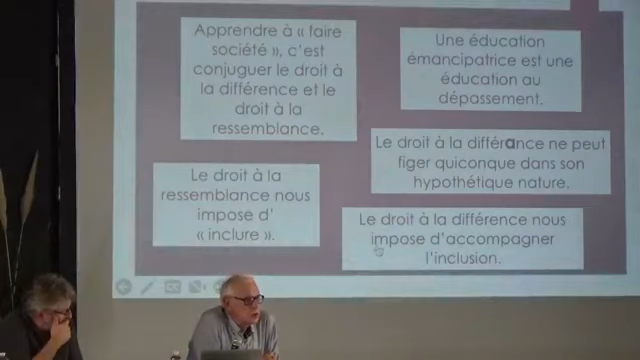 Apprendre à « faire
société », c'est
conjuguer le droit à
la différence et le
droit à la
ressemblance.
Une éducation
émancipatrice est une
éducation au
dépassement.
Le droit à la différance ne peut
figer quiconque dans son
hypothétique nature.
Le droit à la
ressemblance nous
impose d'
« inclure ».
Le droit à la différence nous
impose d'accompagner
l'inclusion.